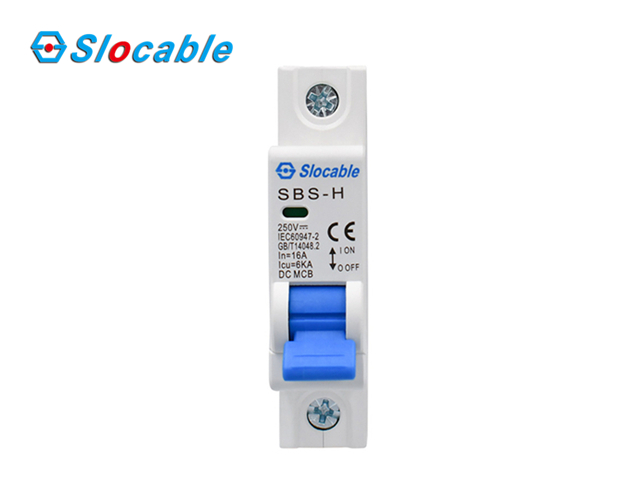 Slocable
Slocable
SBS-H
250V⎓
IEC60947-2
GB/T14048.2
In=16A
Icu=6KA
DC MCB
CE
I ON
O OFF